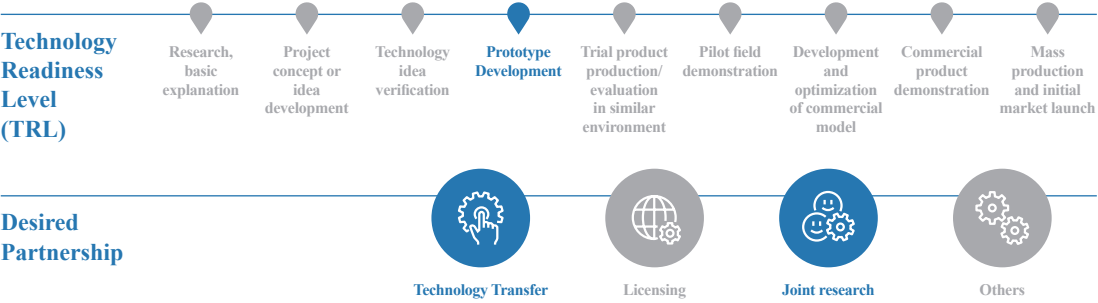 Technology
Readiness
Level
(TRL)
Research,
basic
explanation
Project
concept or
idea
development
Technology
idea
verification
Prototype
Development
Trial product
production/
evaluation
in similar
environment
Pilot field
demonstration
Development
and
optimization
of commercial
model
Commercial
product
demonstration
Mass
production
and initial
market launch
Desired
Partnership
Technology Transfer
Licensing
Joint research
Others